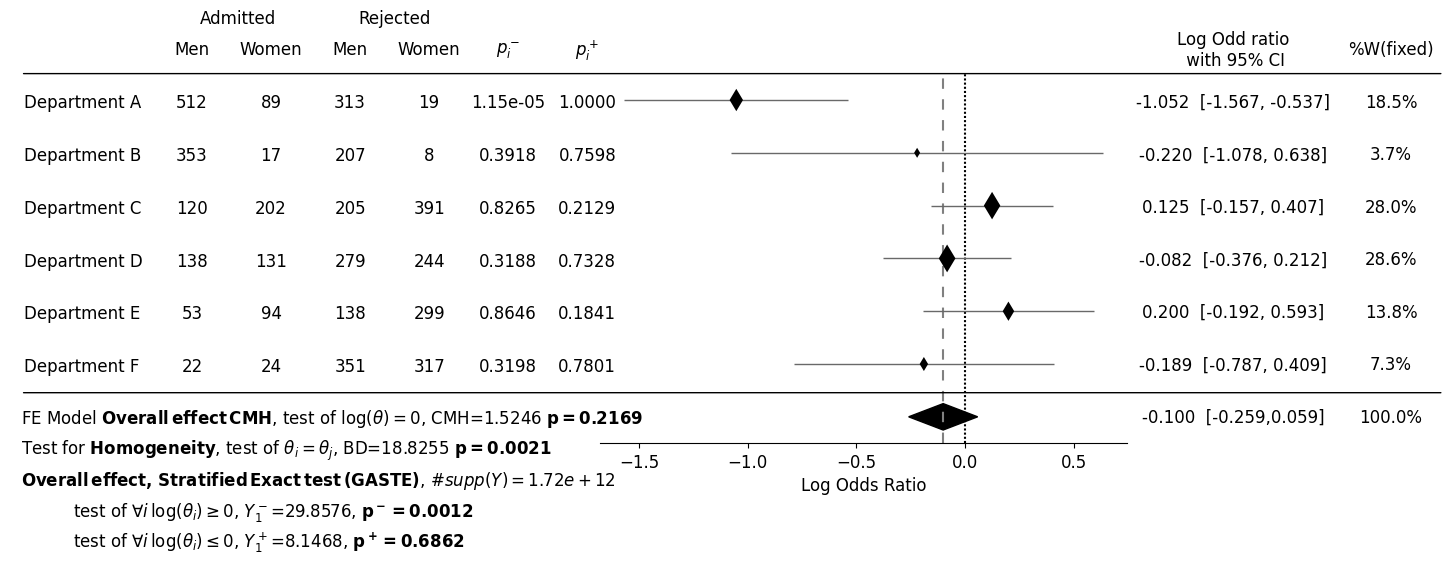 Admitted Rejected
Log Odd ratio
Men Women Men Women pᵢ⁻ pᵢ⁺ %W(fixed)
with 95% CI
Department A 512 89 313 19 1.15e-05 1.0000 -1.052 [-1.567, -0.537] 18.5%
Department B 353 17 207 8 0.3918 0.7598 -0.220 [-1.078, 0.638] 3.7%
Department C 120 202 205 391 0.8265 0.2129 0.125 [-0.157, 0.407] 28.0%
Department D 138 131 279 244 0.3188 0.7328 -0.082 [-0.376, 0.212] 28.6%
Department E 53 94 138 299 0.8646 0.1841 0.200 [-0.192, 0.593] 13.8%
Department F 22 24 351 317 0.3198 0.7801 -0.189 [-0.787, 0.409] 7.3%
FE Model Overall effect CMH, test of log(θ) = 0, CMH=1.5246 p = 0.2169 -0.100 [-0.259,0.059] 100.0%
Test for Homogeneity, test of θᵢ = θⱼ, BD=18.8255 p = 0.0021
−1.5 −1.0 −0.5 0.0 0.5
Overall effect, Stratified Exact test (GASTE), #supp(Y) = 1.72e + 12
Log Odds Ratio
test of ∀i log(θᵢ) ≥ 0, Y₁⁻=29.8576, p⁻ = 0.0012
test of ∀i log(θᵢ) ≤ 0, Y₁⁺=8.1468, p⁺ = 0.6862